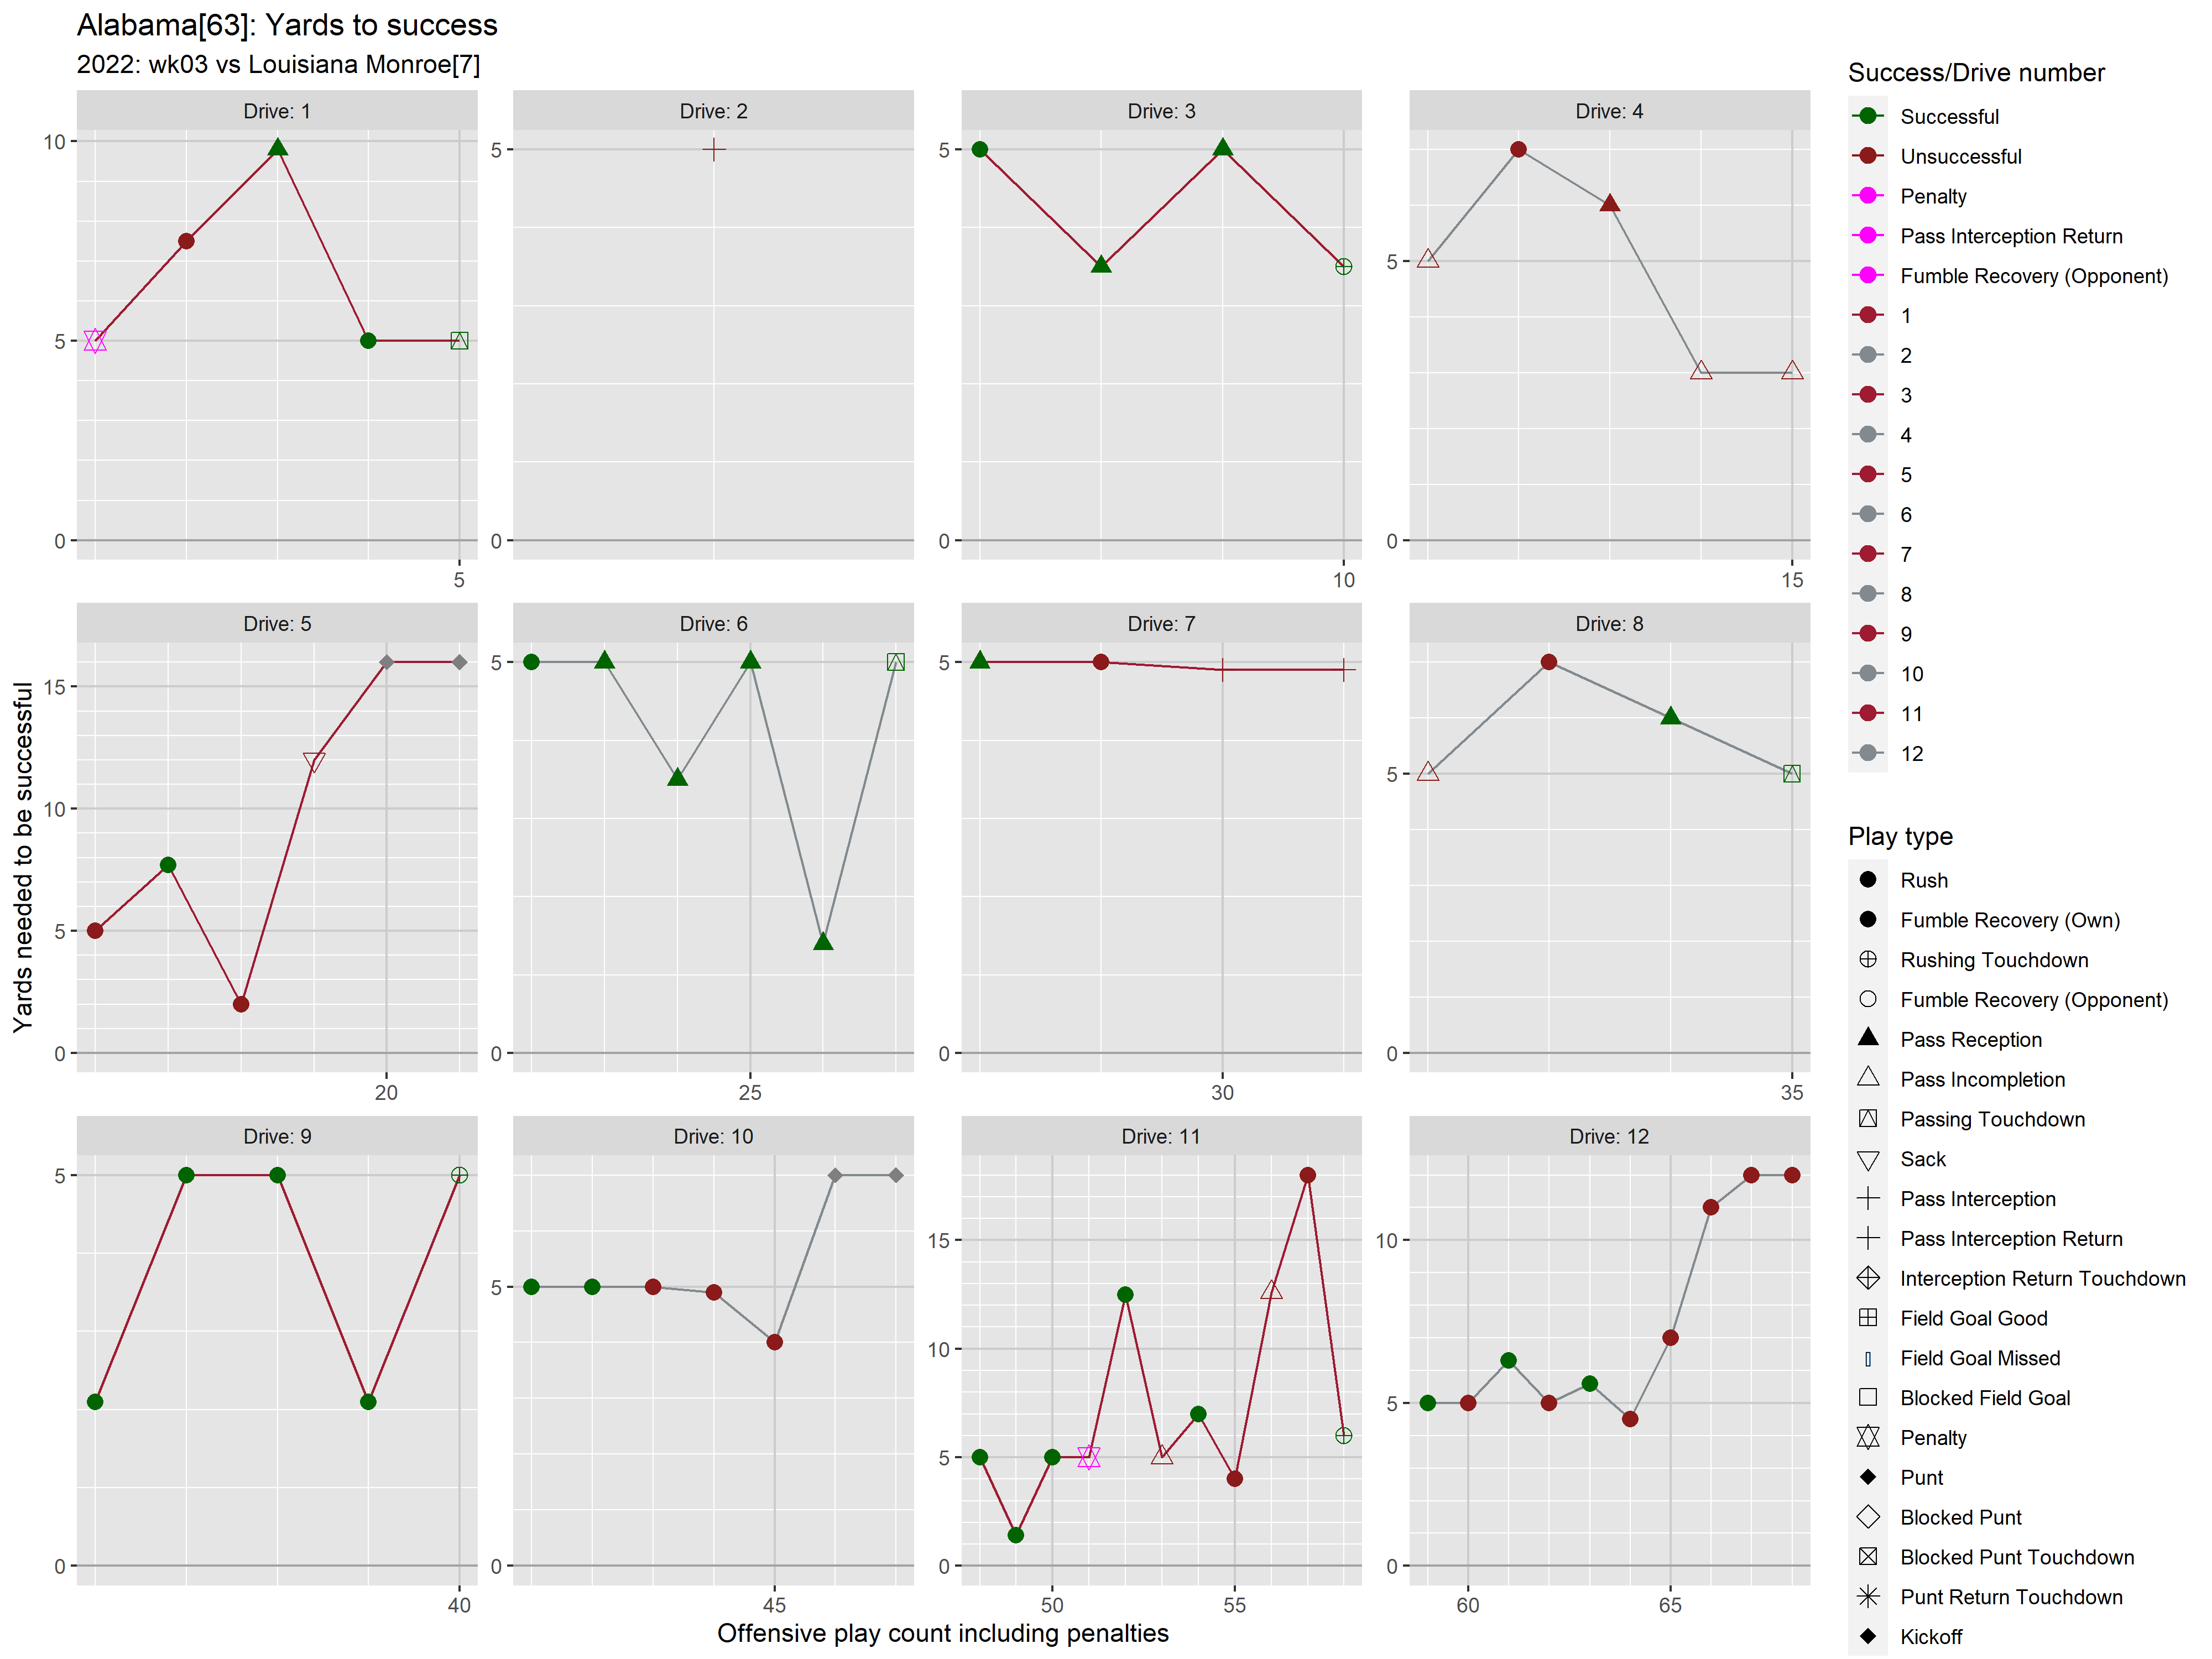 Alabama[63]: Yards to success
2022: wk03 vs Louisiana Monroe[7]
Drive: 1
Drive: 2
Drive: 3
Drive: 4
10
5
0
5
5
0
5
0
10
5
0
15
Drive: 5
Drive: 6
Drive: 7
Drive: 8
15
10
5
0
20
5
0
25
5
0
30
5
0
35
Drive: 9
Drive: 10
Drive: 11
Drive: 12
5
0
40
5
0
45
15
10
5
0
50
55
10
5
0
60
65
Yards needed to be successful
Offensive play count including penalties
Success/Drive number
Successful
Unsuccessful
Penalty
Pass Interception Return
Fumble Recovery (Opponent)
1
2
3
4
5
6
7
8
9
10
11
12
Play type
Rush
Fumble Recovery (Own)
Rushing Touchdown
Fumble Recovery (Opponent)
Pass Reception
Pass Incompletion
Passing Touchdown
Sack
Pass Interception
Pass Interception Return
Interception Return Touchdown
Field Goal Good
Field Goal Missed
Blocked Field Goal
Penalty
Punt
Blocked Punt
Blocked Punt Touchdown
Punt Return Touchdown
Kickoff